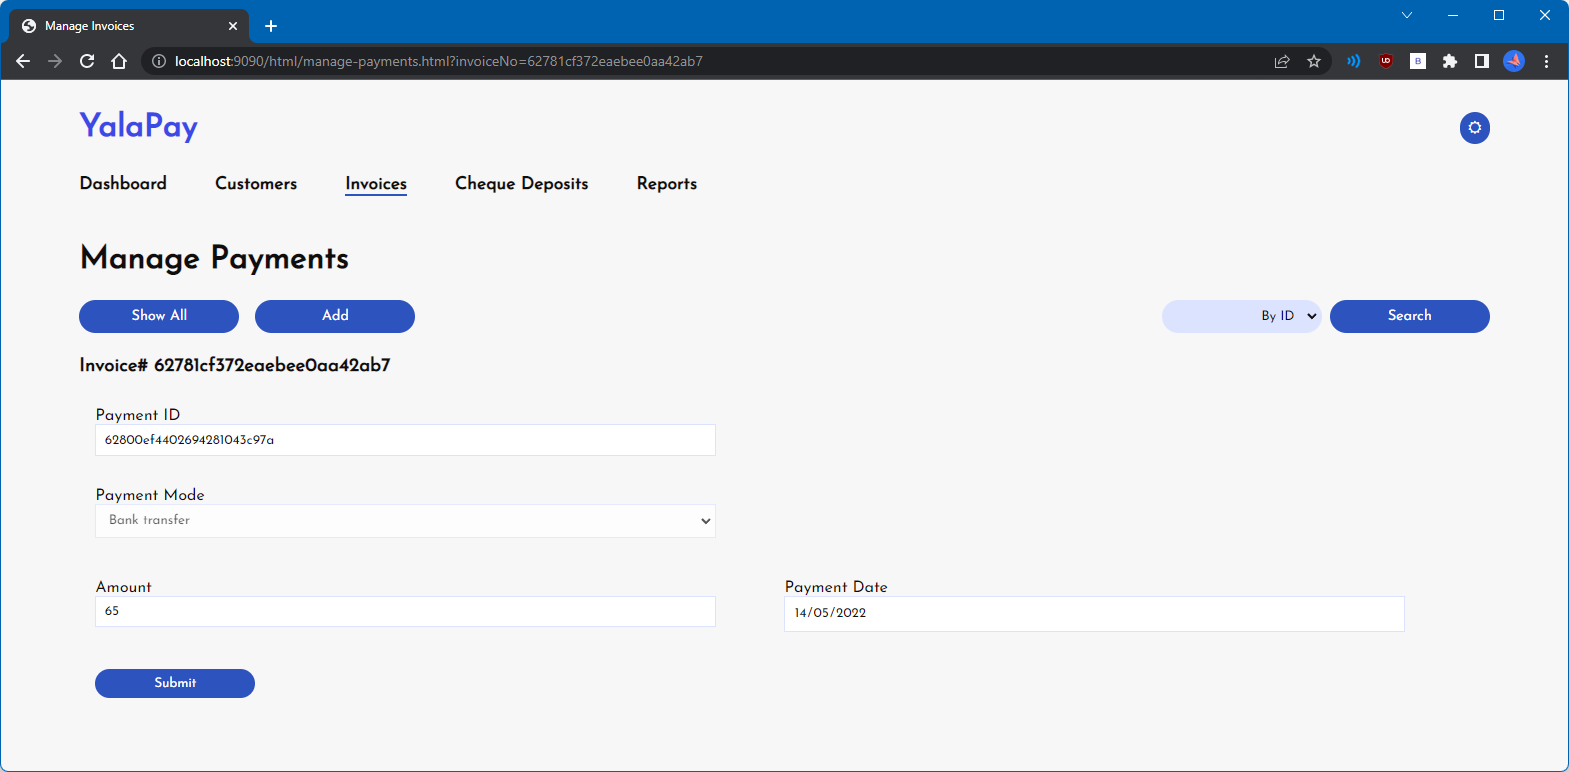 Manage Invoices
localhost:9090/html/manage-payments.html?invoiceNo=62781cf372eaebee0aa42ab7
YalaPay
Dashboard Customers Invoices Cheque Deposits Reports
Manage Payments
Show All Add By ID Search
Invoice# 62781cf372eaebee0aa42ab7
Payment ID
62800ef4402694281043c97a
Payment Mode
Bank transfer
Amount Payment Date
65 14/05/2022
Submit